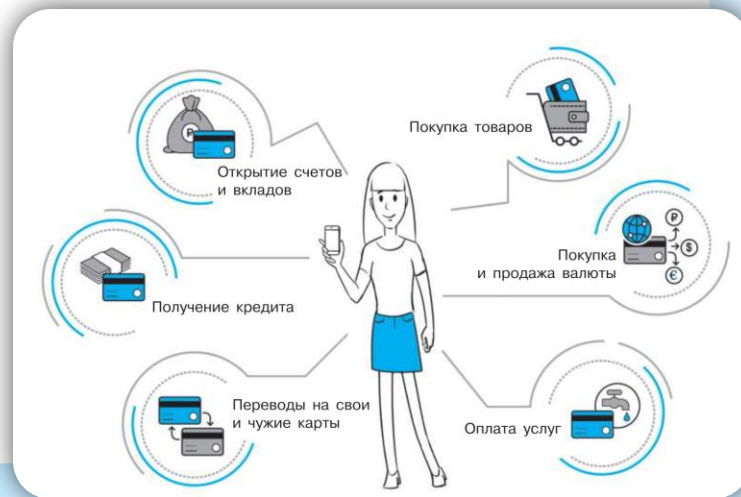 Открытие счетов
и вкладов
Покупка товаров
Получение кредита
Покупка
и продажа валюты
Переводы на свои
и чужие карты
Оплата услуг
₽
₽
$
€